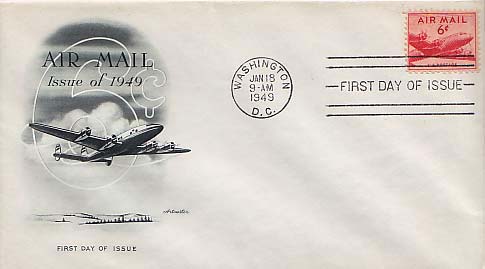 AIR MAIL
Issue of 1949
6¢
Artmaster
FIRST DAY OF ISSUE
WASHINGTON
JAN 18
9-AM
1949
D.C.
FIRST DAY OF ISSUE
AIR MAIL
6¢